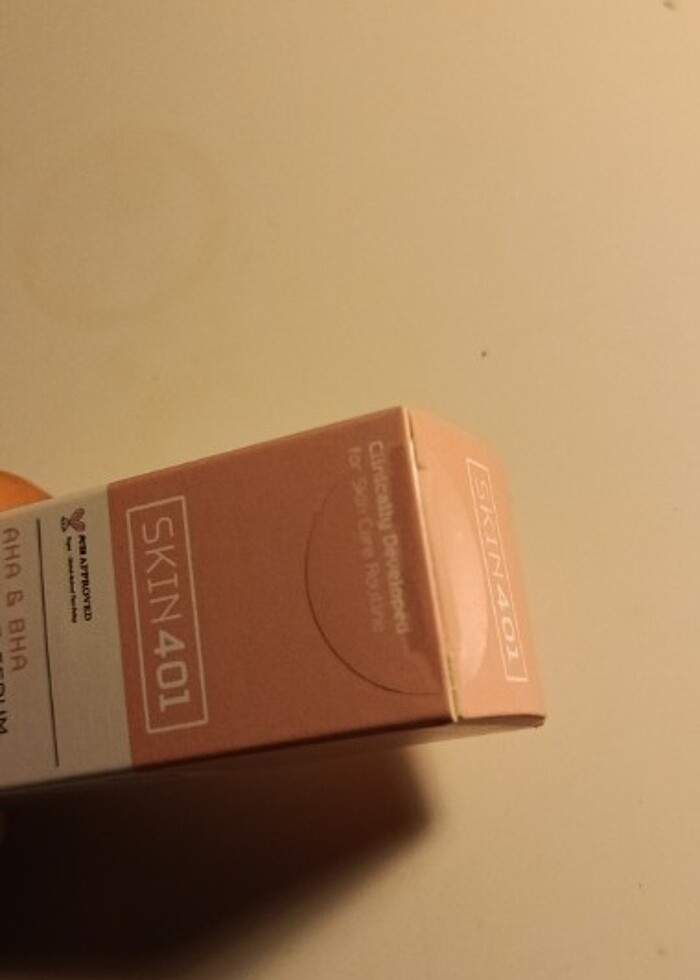 SKIN401
Clinically Developed
for Skin Care Routine
SKIN401
PETA APPROVED
AHA & BHA